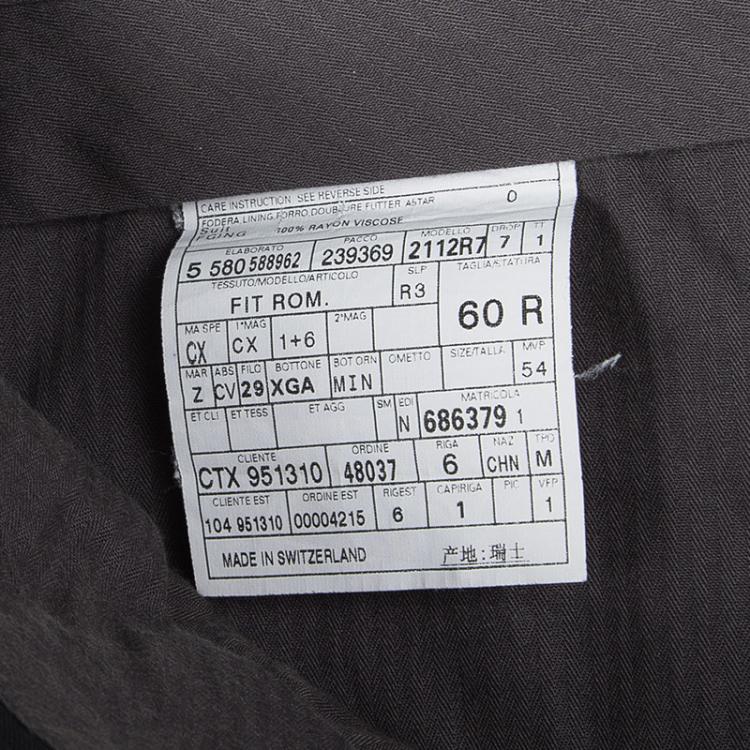 CARE INSTRUCTION SEE REVERSE SIDE 0
FODERA,LINING,FORRO,DOUBLURE FUTTER ASTAR
100% RAYON VISCOSE
ELABORATO PACCO MODELLO DROP TT
5 580 588962 239369 2112R7 7 1
TESSUTO/MODELLO/ARTICOLO SLP TAGLIA/STATURA
FIT ROM. R3 60 R
MA SPE 1°MAG 2°MAG
CX CX 1+6
MAR ABS FILO BOTTONE BOT ORN OMETTO SIZE/TALLA MVP
Z CV 29 XGA MIN 54
ET CLI ET TESS ET AGG SM EDI MATRICOLA
N 686379 1
CLIENTE ORDINE RIGA NAZ TPO
CTX 951310 48037 6 CHN M
CLIENTE EST ORDINE EST RIGEST CAPIRIGA PIC VFP
104 951310 00004215 6 1 1
MADE IN SWITZERLAND 产地:瑞士